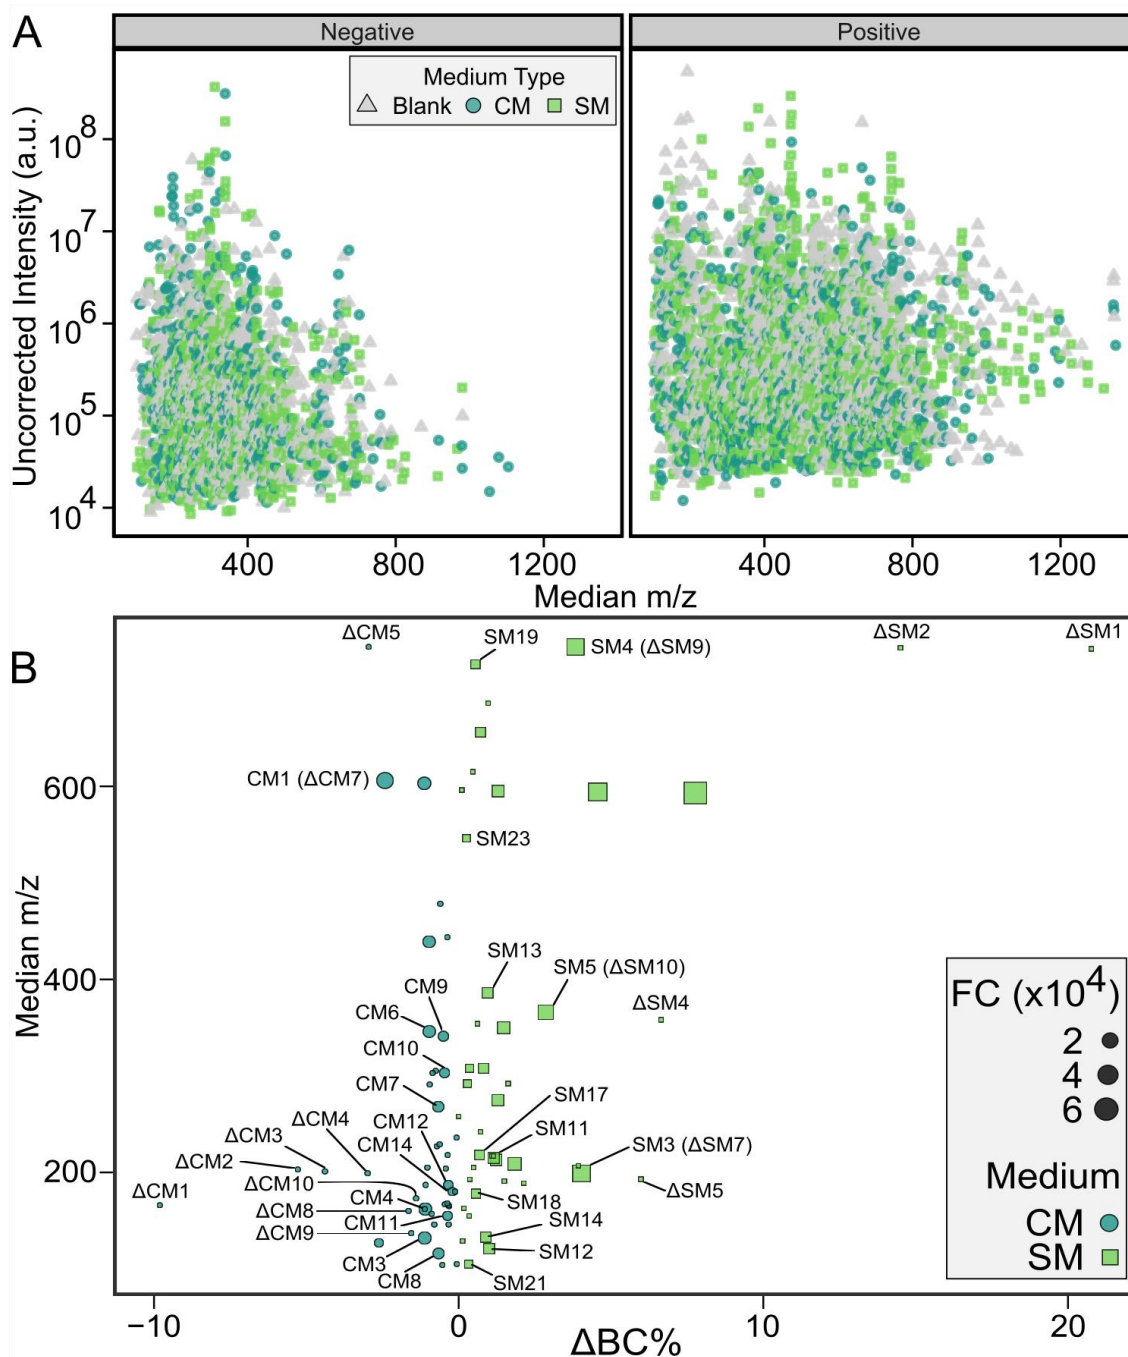 A
Negative
Positive
Medium Type
Blank CM SM
Uncorrected Intensity (a.u.)
10^8
10^7
10^6
10^5
10^4
400 800 1200
400 800 1200
Median m/z
B
ΔCM5
SM19
SM4 (ΔSM9)
ΔSM2
ΔSM1
CM1 (ΔCM7)
600
SM23
Median m/z
400
SM13
SM5 (ΔSM10)
CM9
ΔSM4
CM6
CM10
CM7
SM17
ΔCM4
CM12
SM11
ΔCM3
CM14
SM3 (ΔSM7)
ΔCM2
200
ΔCM1
ΔCM10
CM4
SM18
ΔSM5
ΔCM8
CM11
SM14
ΔCM9
SM12
CM3
CM8
SM21
FC (x10^4)
2
4
6
Medium
CM
SM
−10 0 10 20
ΔBC%